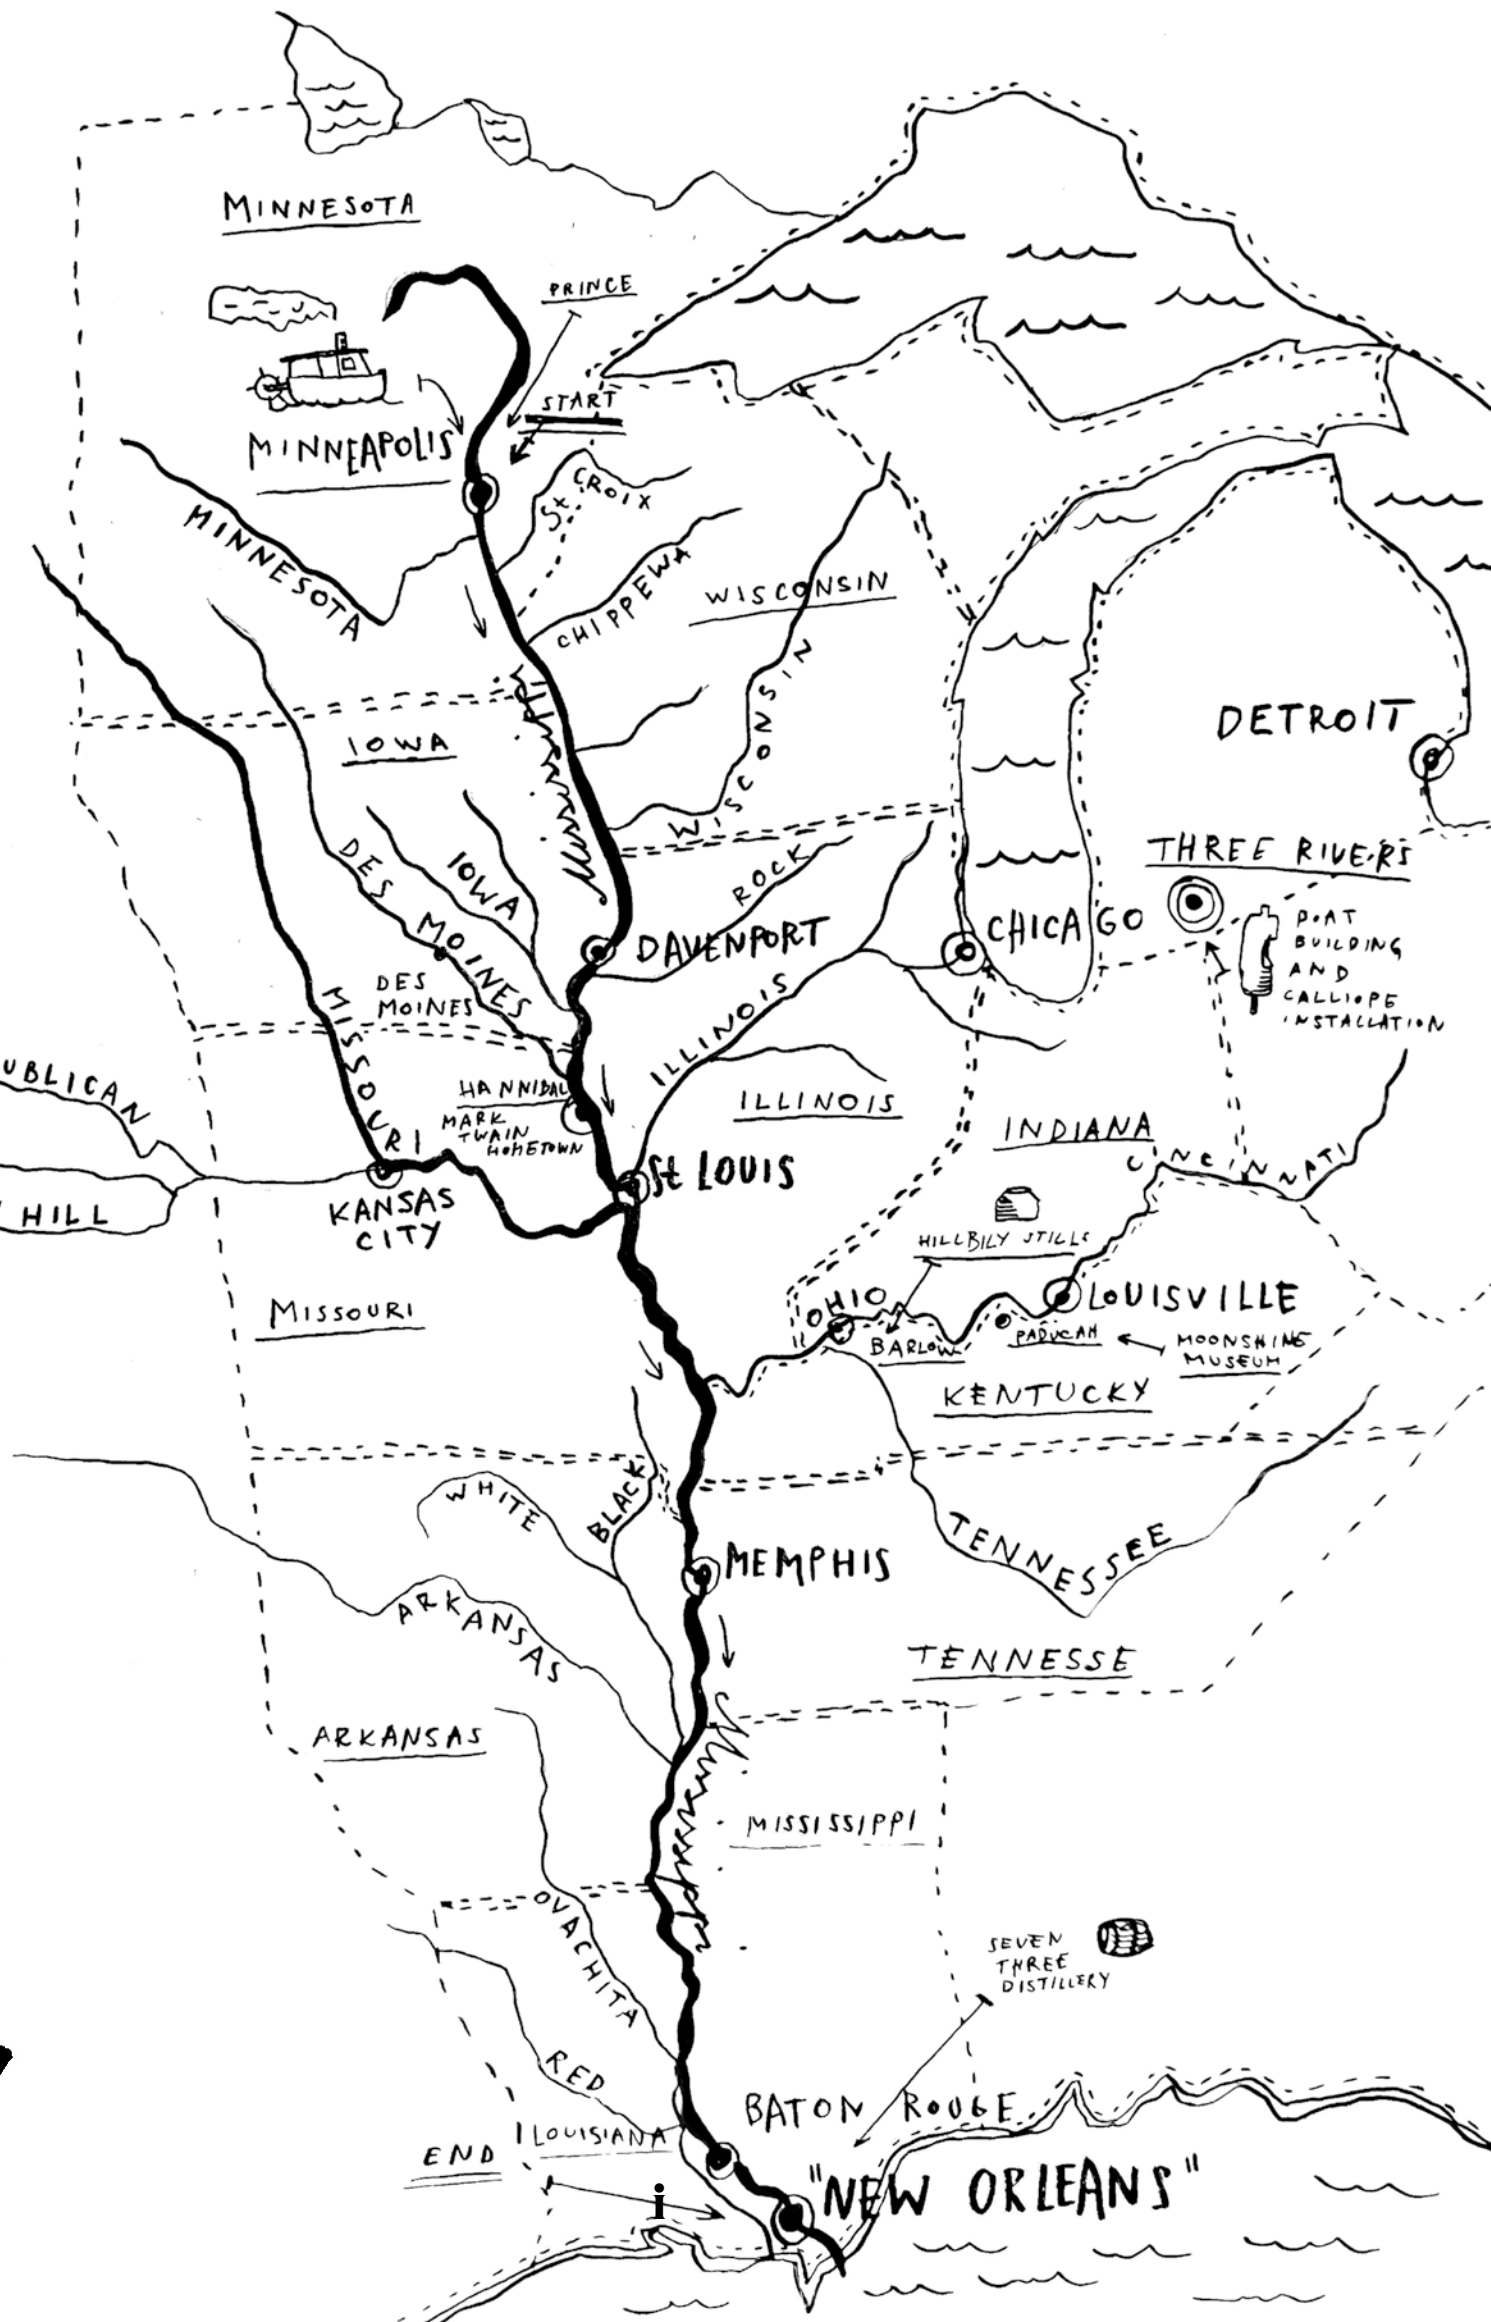 MINNESOTA
PRINCE
START
MINNEAPOLIS
St CROIX
MINNESOTA
CHIPPEWA
WISCONSIN
WISCONSIN
Mississippi
IOWA
DETROIT
THREE RIVERS
ROCK
IOWA
DES MOINES
DAVENPORT
CHICAGO
BOAT
BUILDING
AND
CALLIOPE
INSTALLATION
DES
MOINES
MISSOURI
ILLINOIS
UBLICAN
HANNIBAL
MARK
TWAIN
HOMETOWN
ILLINOIS
INDIANA
CINCINNATI
St LOUIS
HILL
KANSAS
CITY
HILLBILY STILLS
MISSOURI
OHIO
LOUISVILLE
BARLOW
PADUCAH
MOONSHINE
MUSEUM
KENTUCKY
WHITE
BLACK
TENNESSEE
MEMPHIS
ARKANSAS
TENNESSE
ARKANSAS
Mississippi
MISSISSIPPI
OUACHITA
SEVEN
THREE
DISTILLERY
RED
BATON ROUGE
LOUISIANA
END
i
"NEW ORLEANS"